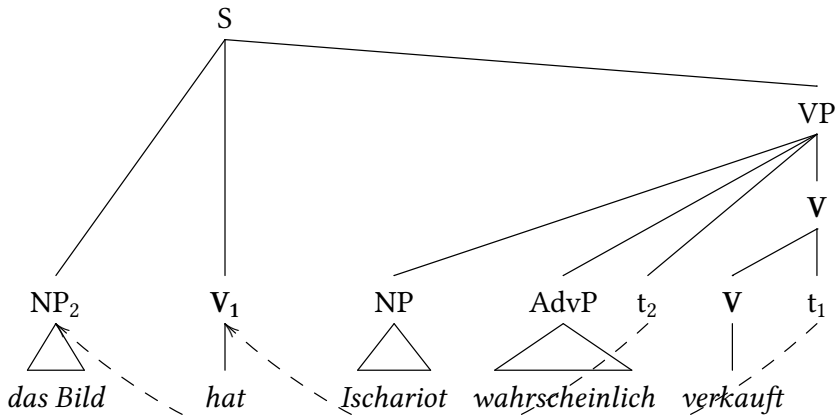 S
VP
V
NP₂ V₁ NP AdvP t₂ V t₁
das Bild hat Ischariot wahrscheinlich verkauft